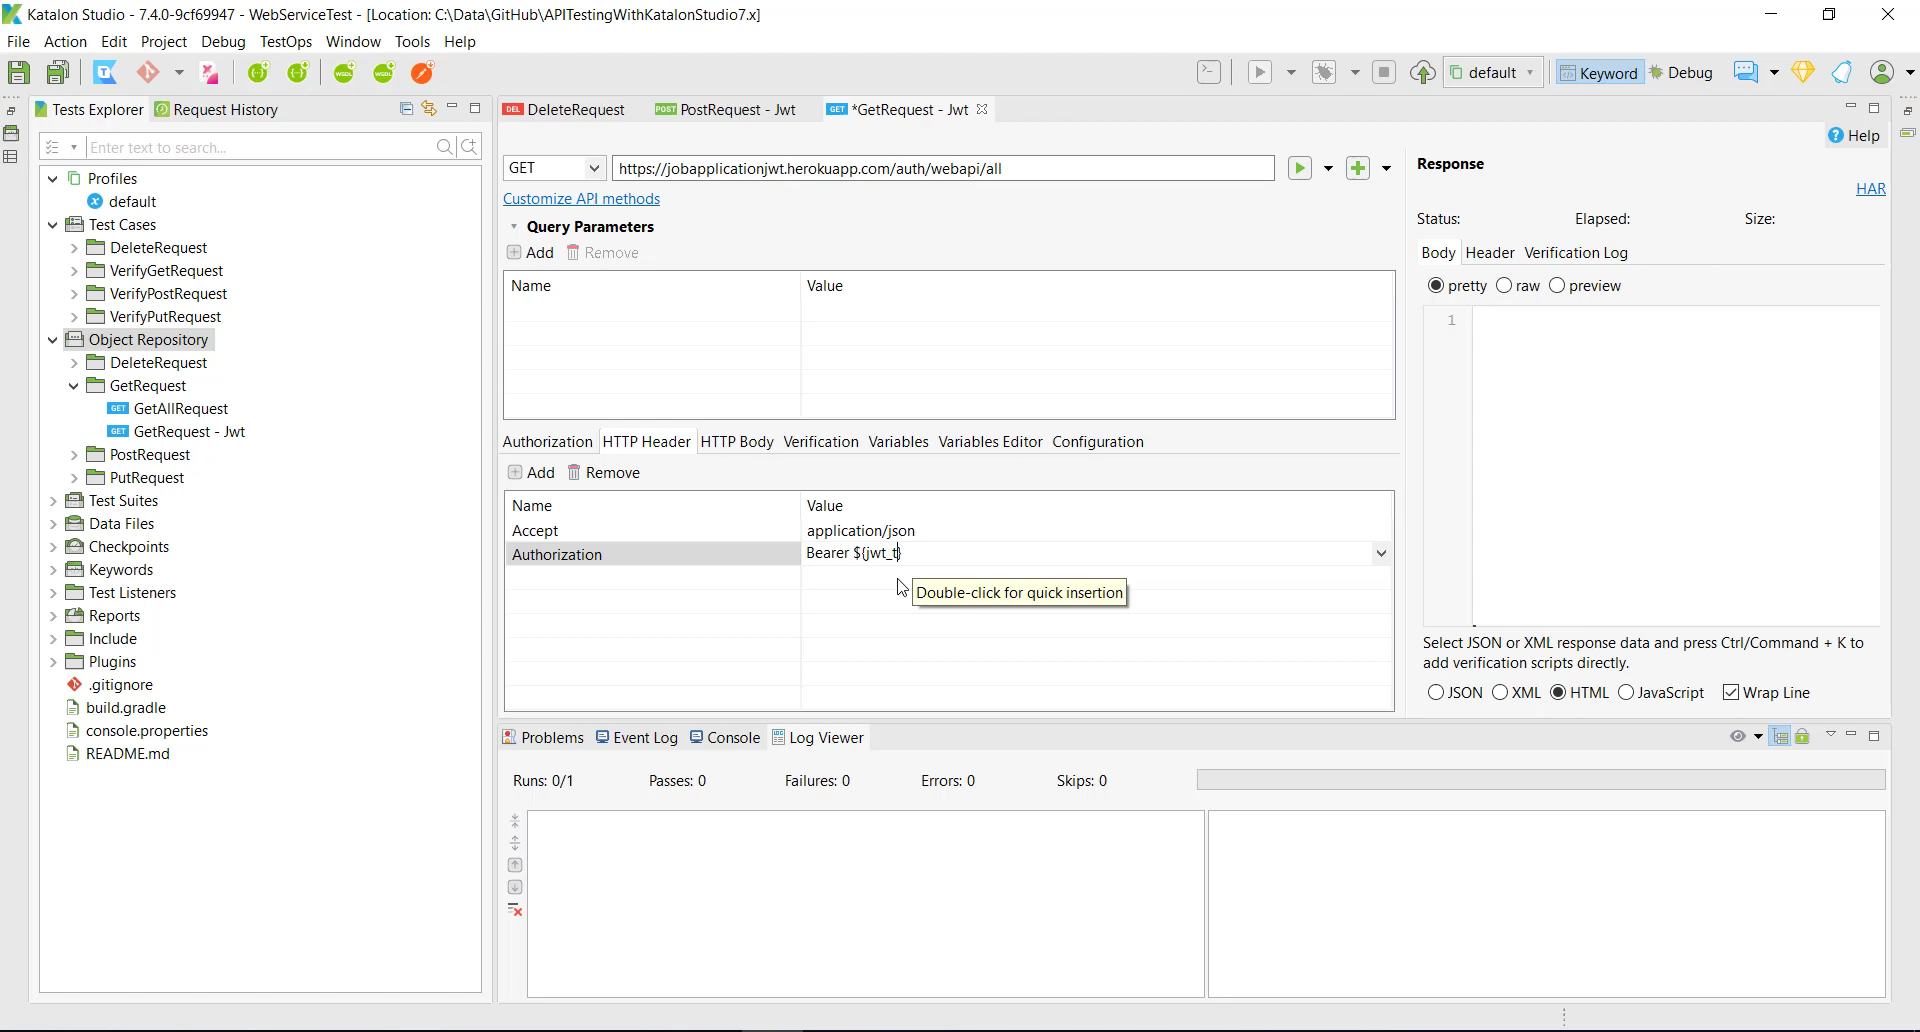 Katalon Studio - 7.4.0-9cf69947 - WebServiceTest - [Location: C:\Data\GitHub\APITestingWithKatalonStudio7.x]
File Action Edit Project Debug TestOps Window Tools Help
default Keyword Debug
Tests Explorer Request History
DEL DeleteRequest POST PostRequest - Jwt GET *GetRequest - Jwt
Help
Enter text to search...
Profiles
default
Test Cases
DeleteRequest
VerifyGetRequest
VerifyPostRequest
VerifyPutRequest
Object Repository
DeleteRequest
GetRequest
GET GetAllRequest
GET GetRequest - Jwt
PostRequest
PutRequest
Test Suites
Data Files
Checkpoints
Keywords
Test Listeners
Reports
Include
Plugins
.gitignore
build.gradle
console.properties
README.md
GET https://jobapplicationjwt.herokuapp.com/auth/webapi/all
Customize API methods
Query Parameters
Add Remove
Name Value
Authorization HTTP Header HTTP Body Verification Variables Variables Editor Configuration
Add Remove
Name Value
Accept application/json
Authorization Bearer ${jwt_t}
Double-click for quick insertion
Response
HAR
Status: Elapsed: Size:
Body Header Verification Log
pretty raw preview
1
Select JSON or XML response data and press Ctrl/Command + K to
add verification scripts directly.
JSON XML HTML JavaScript Wrap Line
Problems Event Log Console Log Viewer
Runs: 0/1 Passes: 0 Failures: 0 Errors: 0 Skips: 0